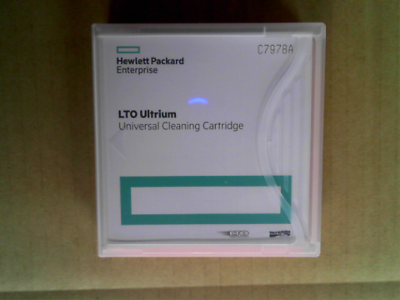 Hewlett Packard
Enterprise
C7978A
LTO Ultrium
Universal Cleaning Cartridge